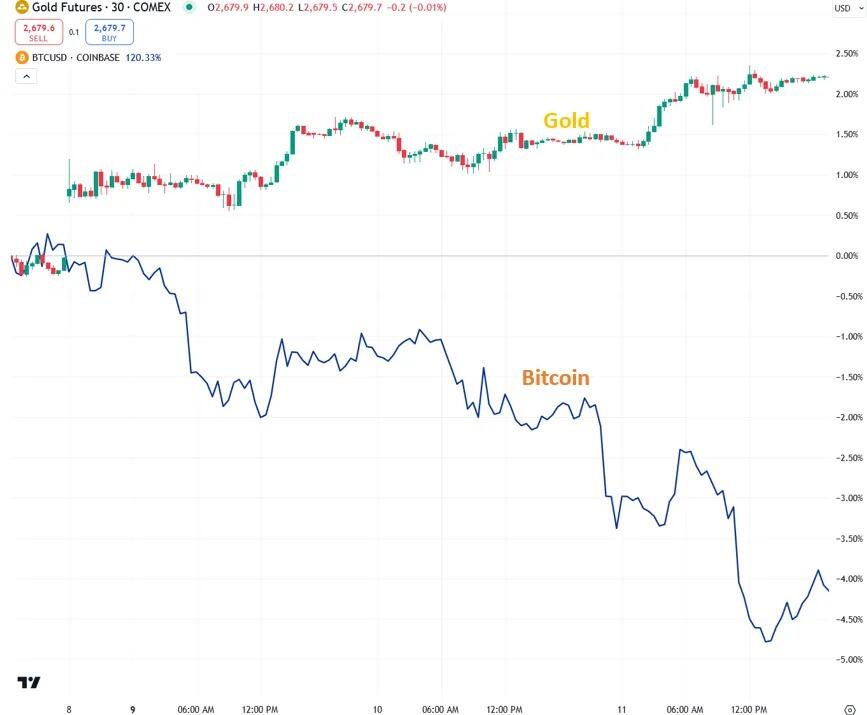 Gold Futures · 30 · COMEX O2,679.9 H2,680.2 L2,679.5 C2,679.7 −0.2 (−0.01%)
USD
2,679.6
SELL
0.1
2,679.7
BUY
BTCUSD · COINBASE 120.33%
Gold
Bitcoin
2.50%
2.00%
1.50%
1.00%
0.50%
0.00%
−0.50%
−1.00%
−1.50%
−2.00%
−2.50%
−3.00%
−3.50%
−4.00%
−4.50%
−5.00%
8 9 06:00 AM 12:00 PM 10 06:00 AM 12:00 PM 11 06:00 AM 12:00 PM